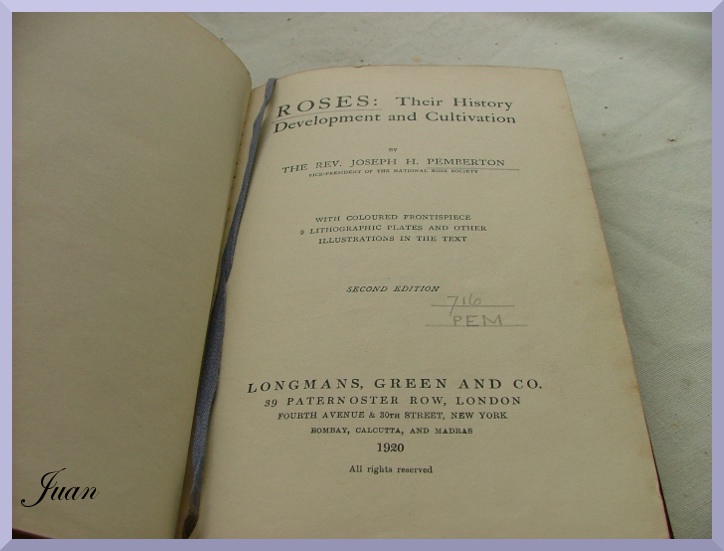 ROSES: Their History
Development and Cultivation
BY
THE REV. JOSEPH H. PEMBERTON
VICE-PRESIDENT OF THE NATIONAL ROSE SOCIETY
WITH COLOURED FRONTISPIECE
9 LITHOGRAPHIC PLATES AND OTHER
ILLUSTRATIONS IN THE TEXT
SECOND EDITION
716
PEM
LONGMANS, GREEN AND CO.
39 PATERNOSTER ROW, LONDON
FOURTH AVENUE & 30TH STREET, NEW YORK
BOMBAY, CALCUTTA, AND MADRAS
1920
All rights reserved
Juan